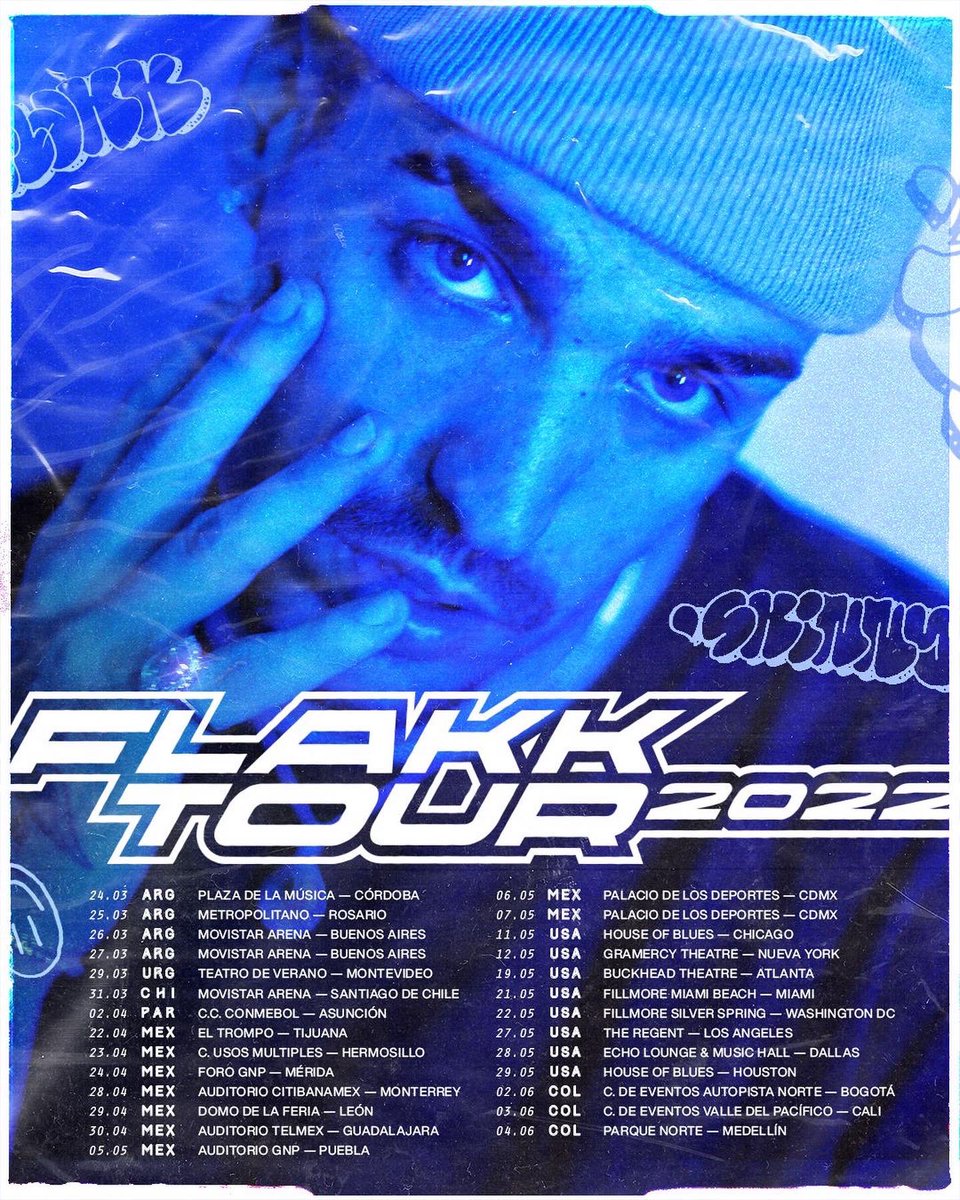 FLAKK
SKINNY
FLAKK
TOUR 2022
24.03 ARG PLAZA DE LA MÚSICA — CÓRDOBA
25.03 ARG METROPOLITANO — ROSARIO
26.03 ARG MOVISTAR ARENA — BUENOS AIRES
27.03 ARG MOVISTAR ARENA — BUENOS AIRES
29.03 URG TEATRO DE VERANO — MONTEVIDEO
31.03 CHI MOVISTAR ARENA — SANTIAGO DE CHILE
02.04 PAR C.C. CONMEBOL — ASUNCIÓN
22.04 MEX EL TROMPO — TIJUANA
23.04 MEX C. USOS MULTIPLES — HERMOSILLO
24.04 MEX FORO GNP — MÉRIDA
28.04 MEX AUDITORIO CITIBANAMEX — MONTERREY
29.04 MEX DOMO DE LA FERIA — LEÓN
30.04 MEX AUDITORIO TELMEX — GUADALAJARA
05.05 MEX AUDITORIO GNP — PUEBLA
06.05 MEX PALACIO DE LOS DEPORTES — CDMX
07.05 MEX PALACIO DE LOS DEPORTES — CDMX
11.05 USA HOUSE OF BLUES — CHICAGO
12.05 USA GRAMERCY THEATRE — NUEVA YORK
19.05 USA BUCKHEAD THEATRE — ATLANTA
21.05 USA FILLMORE MIAMI BEACH — MIAMI
22.05 USA FILLMORE SILVER SPRING — WASHINGTON DC
27.05 USA THE REGENT — LOS ANGELES
28.05 USA ECHO LOUNGE & MUSIC HALL — DALLAS
29.05 USA HOUSE OF BLUES — HOUSTON
02.06 COL C. DE EVENTOS AUTOPISTA NORTE — BOGOTÁ
03.06 COL C. DE EVENTOS VALLE DEL PACÍFICO — CALI
04.06 COL PARQUE NORTE — MEDELLÍN